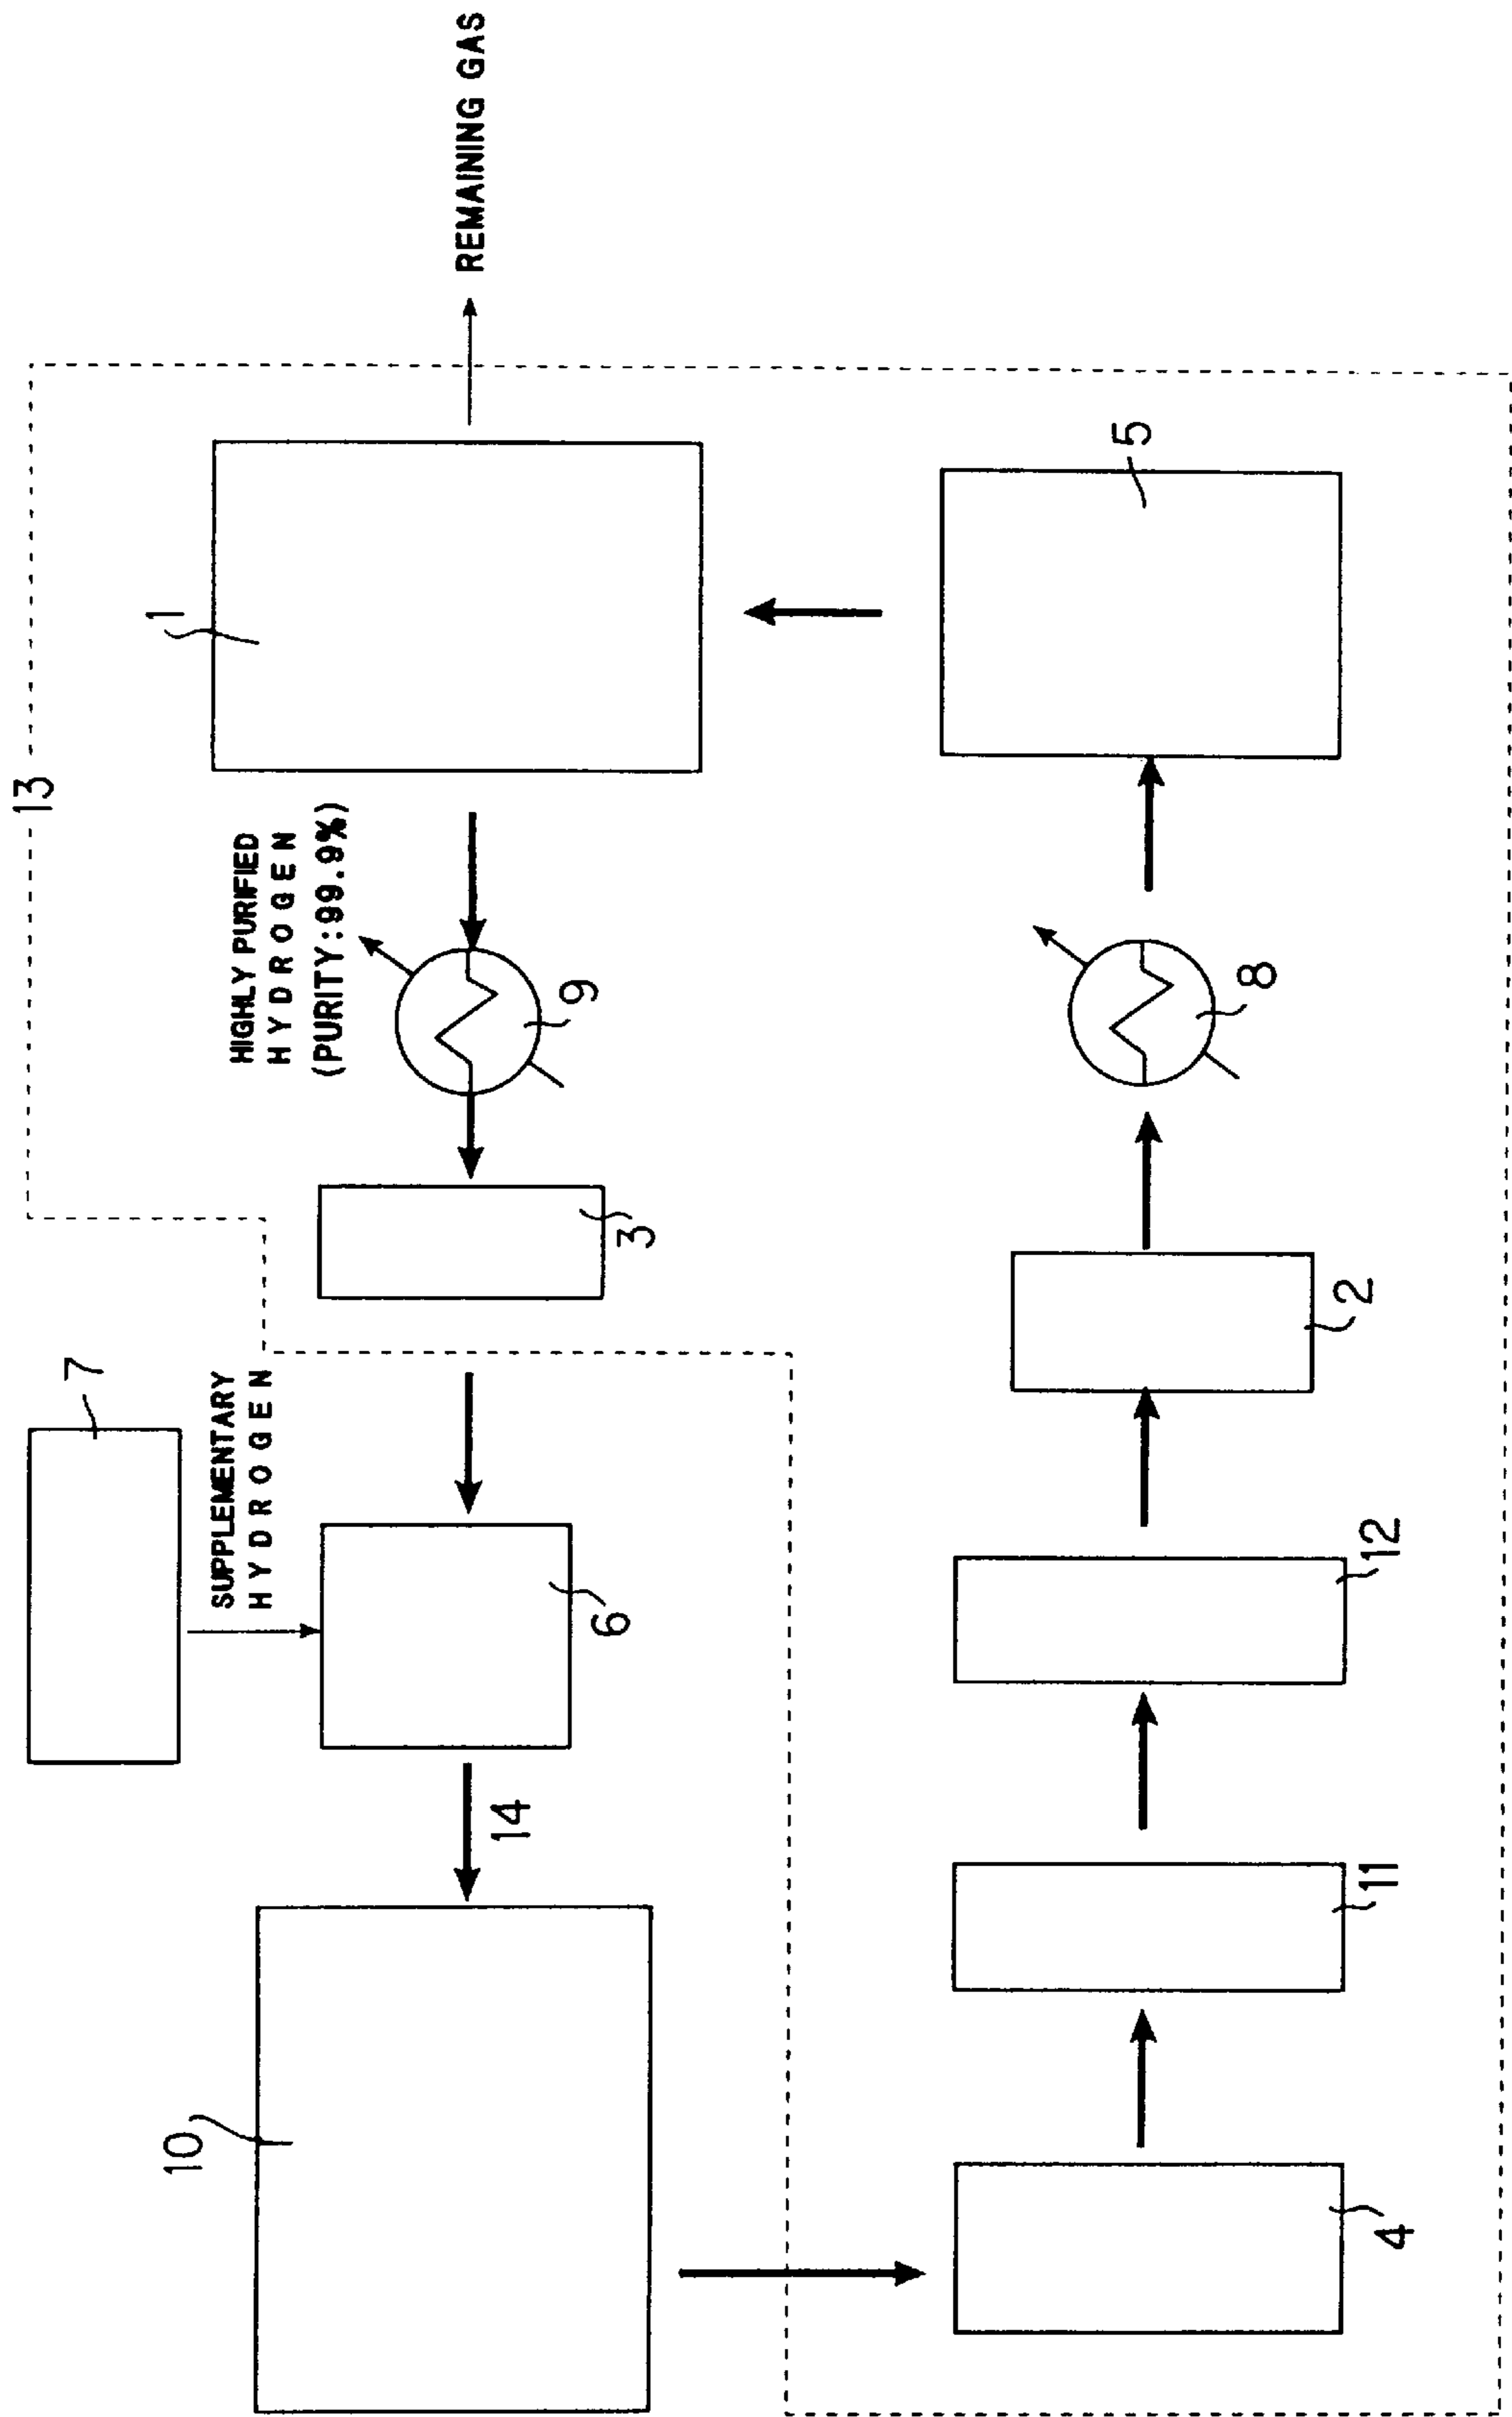 10
14
7
SUPPLEMENTARY
HYDROGEN
6
3
HIGHLY PURIFIED
HYDROGEN
(PURITY:99.9%)
9
13
1
REMAINING GAS
4
11
12
2
8
5